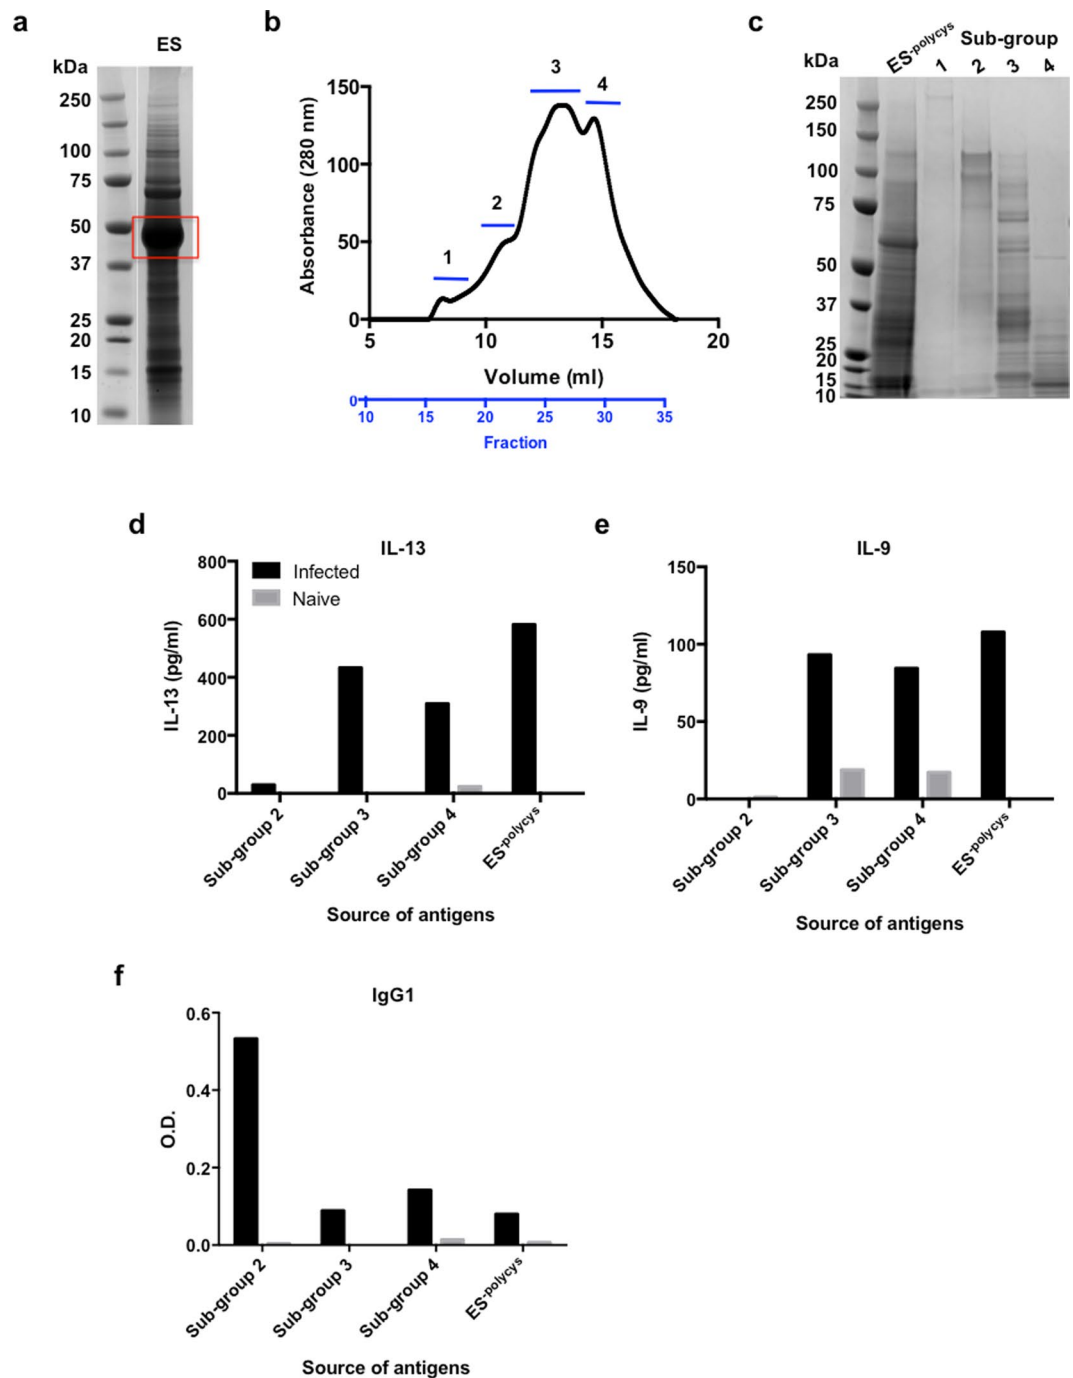 a
ES
kDa
250
100
75
50
37
25
20
15
10
b
150
100
50
0
Absorbance (280 nm)
1
2
3
4
5 10 15 20
Volume (ml)
0
10 15 20 25 30 35
Fraction
c
ES-polycys Sub-group
kDa 1 2 3 4
250
150
100
75
50
37
25
20
15
10
d
IL-13
800
600
400
200
0
IL-13 (pg/ml)
Infected
Naive
Sub-group 2
Sub-group 3
Sub-group 4
ES-polycys
Source of antigens
e
IL-9
150
100
50
0
IL-9 (pg/ml)
Sub-group 2
Sub-group 3
Sub-group 4
ES-polycys
Source of antigens
f
IgG1
0.6
0.4
0.2
0.0
O.D.
Sub-group 2
Sub-group 3
Sub-group 4
ES-polycys
Source of antigens